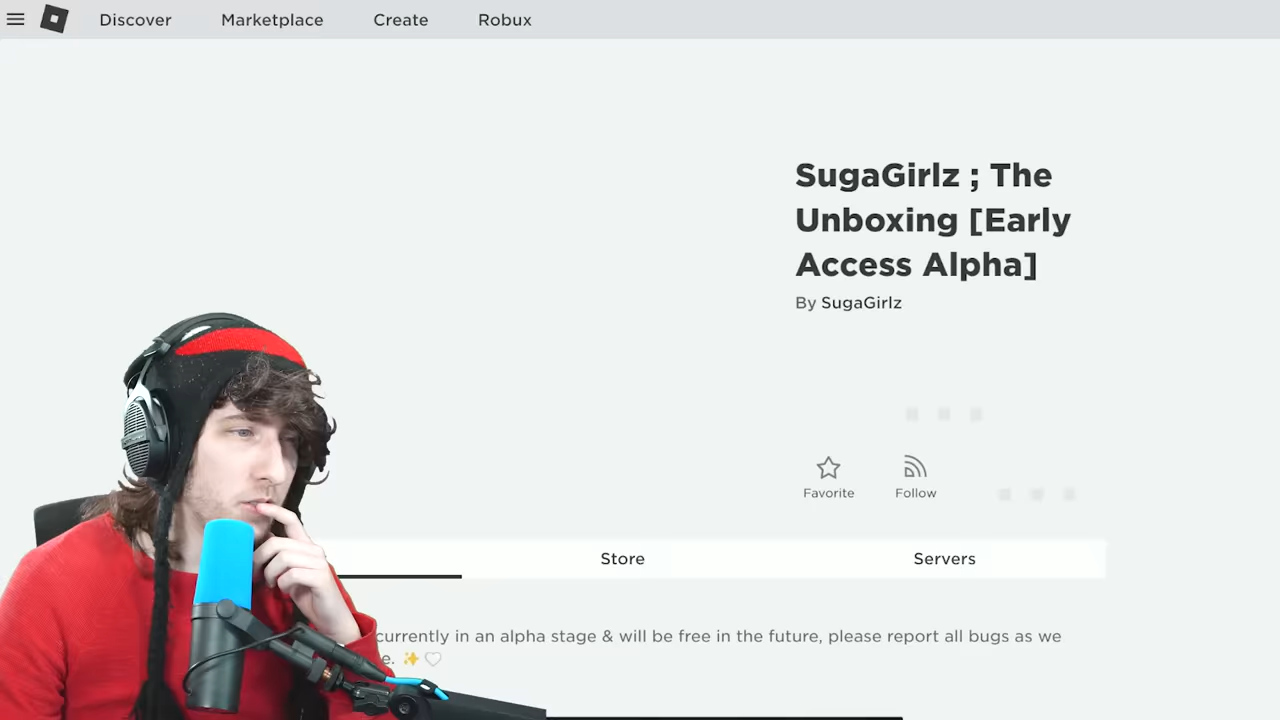 Discover Marketplace Create Robux
SugaGirlz ; The
Unboxing [Early
Access Alpha]
By SugaGirlz
Favorite Follow
Store Servers
currently in an alpha stage & will be free in the future, please report all bugs as we
✨🤍